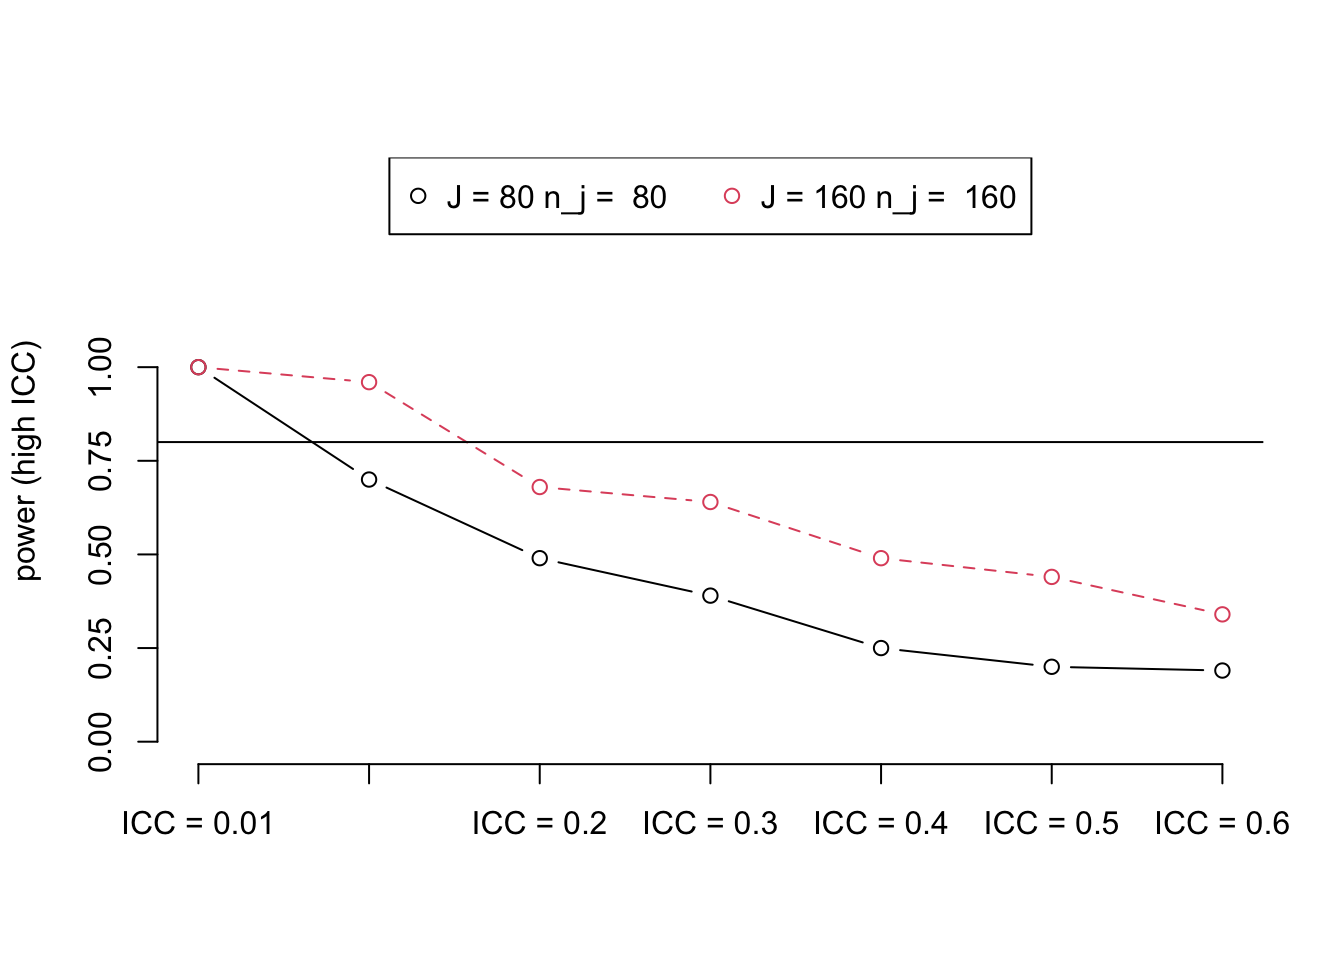 J = 80 n_j =  80
J = 160 n_j =  160
power (high ICC)
1.00
0.75
0.50
0.25
0.00
ICC = 0.01
ICC = 0.2
ICC = 0.3
ICC = 0.4
ICC = 0.5
ICC = 0.6